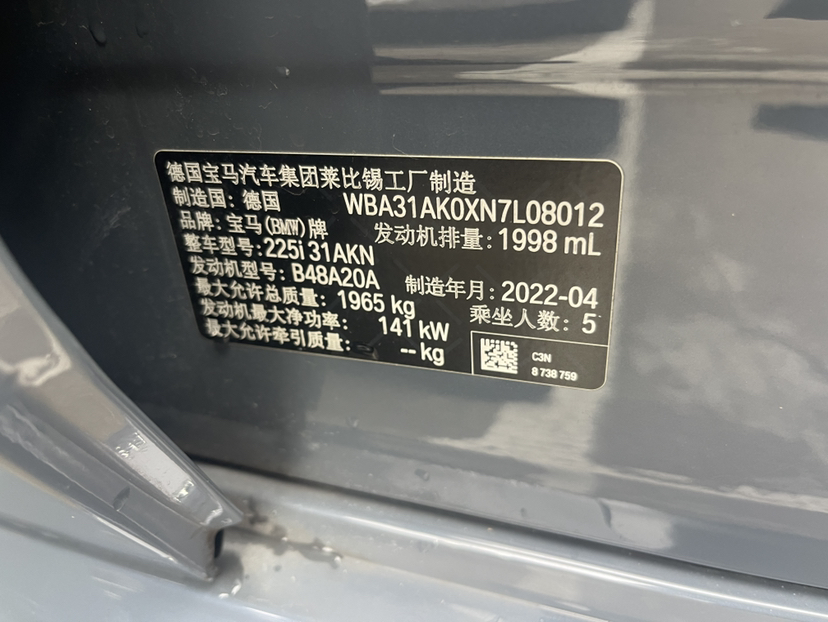 德国宝马汽车集团莱比锡工厂制造
制造国: 德国 WBA31AK0XN7L08012
品牌: 宝马(BMW)牌 发动机排量: 1998 mL
整车型号: 225i 31AKN
发动机型号: B48A20A 制造年月: 2022-04
最大允许总质量: 1965 kg 乘坐人数: 5
发动机最大净功率: 141 kW
最大允许牵引质量: -- kg
C3N
8 738 759